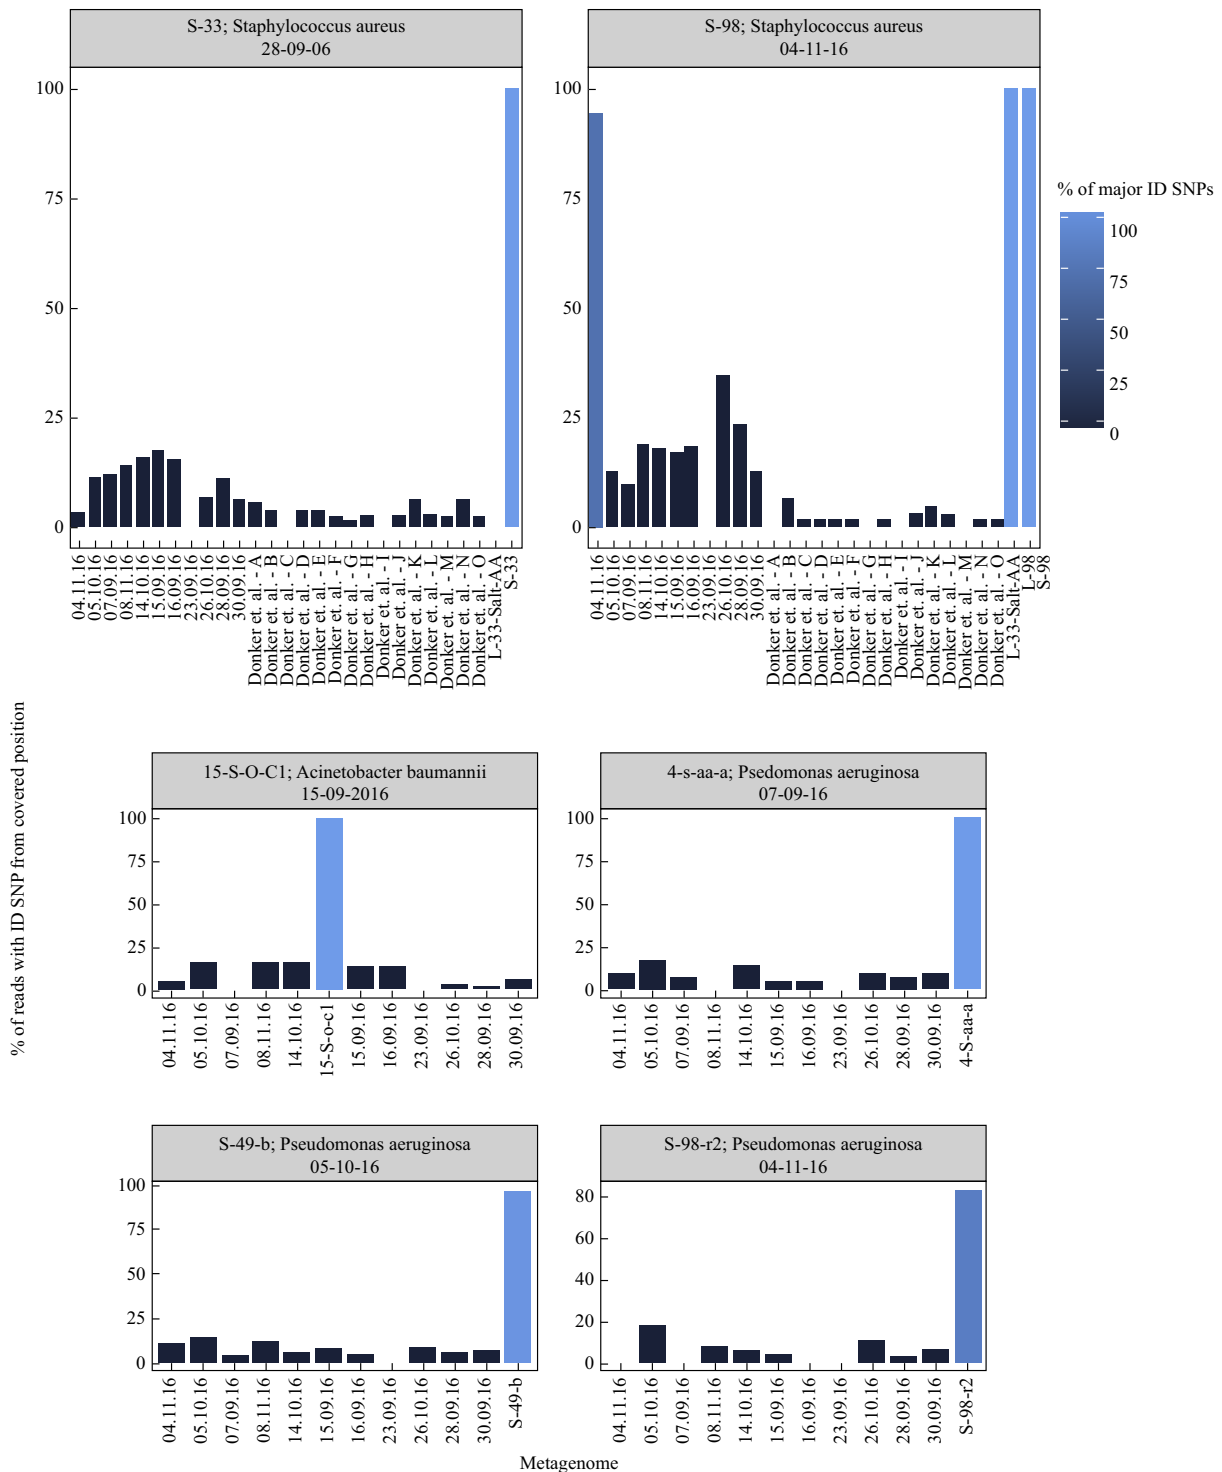 S-33; Staphylococcus aureus
28-09-06
100
75
50
25
0
04.11.16
05.10.16
07.09.16
08.11.16
14.10.16
15.09.16
16.09.16
23.09.16
26.10.16
28.09.16
30.09.16
Donker et. al. - A
Donker et. al. - B
Donker et. al. - C
Donker et. al. - D
Donker et. al. - E
Donker et. al. - F
Donker et. al. - G
Donker et. al. - H
Donker et. al. - I
Donker et. al. - J
Donker et. al. - K
Donker et. al. - L
Donker et. al. - M
Donker et. al. - N
Donker et. al. - O
L-33-Salt-AA
S-33
S-98; Staphylococcus aureus
04-11-16
100
75
50
25
0
04.11.16
05.10.16
07.09.16
08.11.16
14.10.16
15.09.16
16.09.16
23.09.16
26.10.16
28.09.16
30.09.16
Donker et. al. - A
Donker et. al. - B
Donker et. al. - C
Donker et. al. - D
Donker et. al. - E
Donker et. al. - F
Donker et. al. - G
Donker et. al. - H
Donker et. al. - I
Donker et. al. - J
Donker et. al. - K
Donker et. al. - L
Donker et. al. - M
Donker et. al. - N
Donker et. al. - O
L-33-Salt-AA
L-98
S-98
% of major ID SNPs
100
75
50
25
0
% of reads with ID SNP from covered position
15-S-O-C1; Acinetobacter baumannii
15-09-2016
100
75
50
25
0
04.11.16
05.10.16
07.09.16
08.11.16
14.10.16
15-S-o-c1
15.09.16
16.09.16
23.09.16
26.10.16
28.09.16
30.09.16
4-s-aa-a; Psedomonas aeruginosa
07-09-16
100
75
50
25
0
04.11.16
05.10.16
07.09.16
08.11.16
14.10.16
15.09.16
16.09.16
23.09.16
26.10.16
28.09.16
30.09.16
4-S-aa-a
S-49-b; Pseudomonas aeruginosa
05-10-16
100
75
50
25
0
04.11.16
05.10.16
07.09.16
08.11.16
14.10.16
15.09.16
16.09.16
23.09.16
26.10.16
28.09.16
30.09.16
S-49-b
S-98-r2; Pseudomonas aeruginosa
04-11-16
80
60
40
20
0
04.11.16
05.10.16
07.09.16
08.11.16
14.10.16
15.09.16
16.09.16
23.09.16
26.10.16
28.09.16
30.09.16
S-98-r2
Metagenome